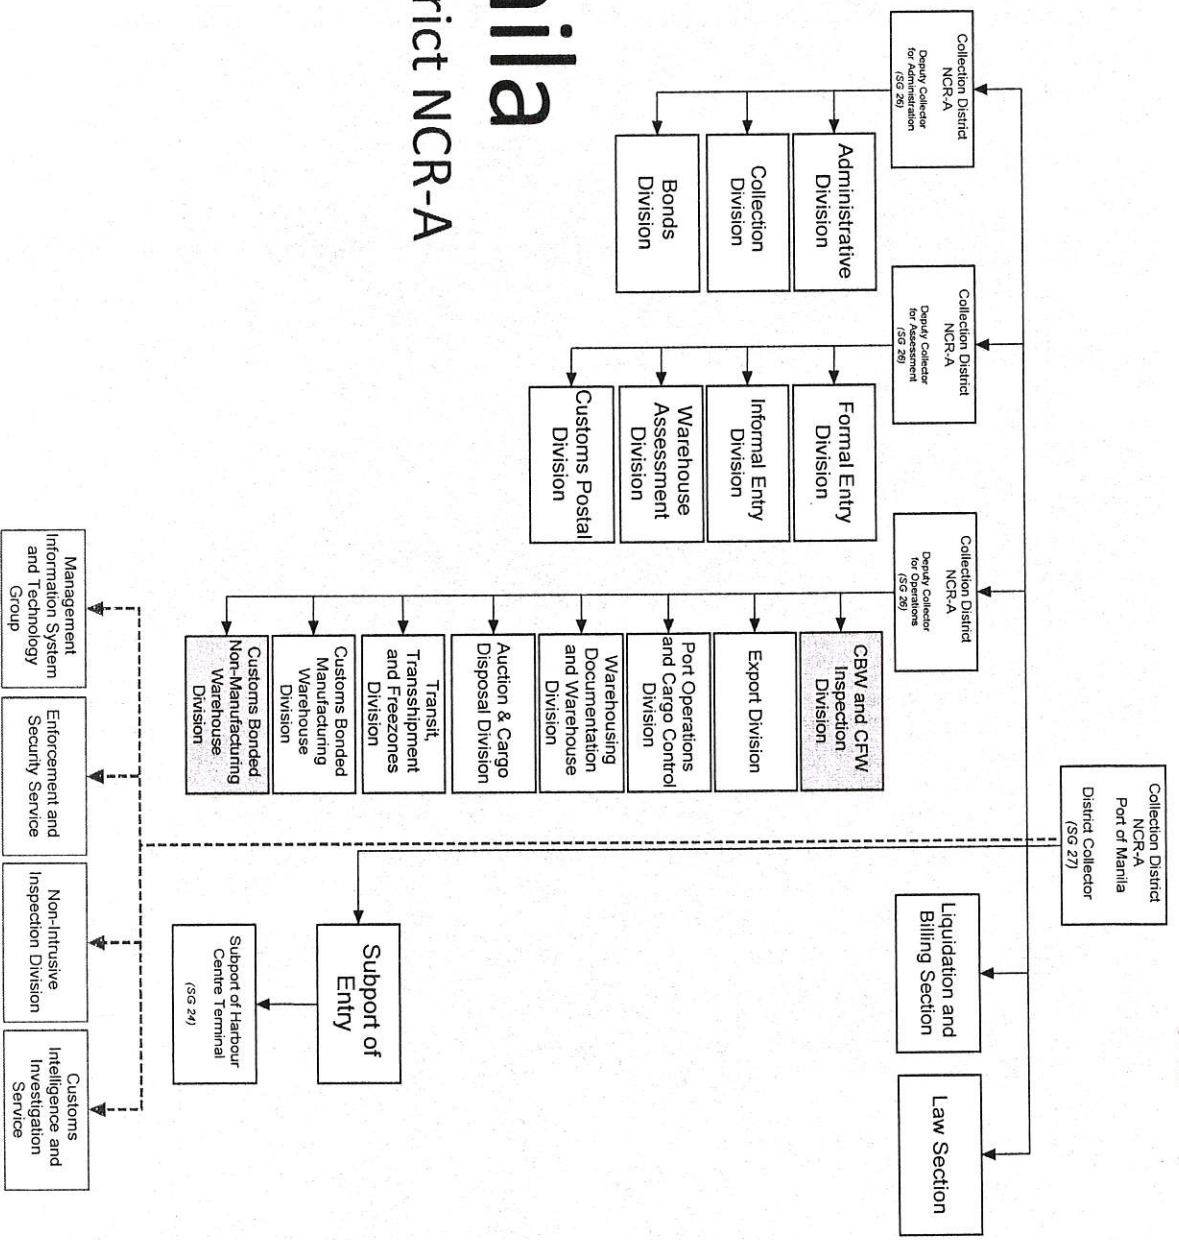 nila
rict NCR-A
Collection District
NCR-A
Port of Manila
District Collector
(SG 27)
Collection District
NCR-A
Deputy Collector
for Administration
(SG 26)
Administrative
Division
Collection
Division
Bonds
Division
Collection District
NCR-A
Deputy Collector
for Assessment
(SG 26)
Formal Entry
Division
Informal Entry
Division
Warehouse
Assessment
Division
Customs Postal
Division
Collection District
NCR-A
Deputy Collector
for Operations
(SG 26)
CBW and CFW
Inspection
Division
Export Division
Port Operations
and Cargo Control
Division
Warehousing
Documentation
and Warehouse
Division
Auction & Cargo
Disposal Division
Transit,
Transshipment
and Freezones
Division
Customs Bonded
Manufacturing
Warehouse
Division
Customs Bonded
Non-Manufacturing
Warehouse
Division
Liquidation and
Billing Section
Law Section
Subport of
Entry
Subport of Harbour
Centre Terminal
(SG 24)
Management
Information System
and Technology
Group
Enforcement and
Security Service
Non-Intrusive
Inspection Division
Customs
Intelligence and
Investigation
Service